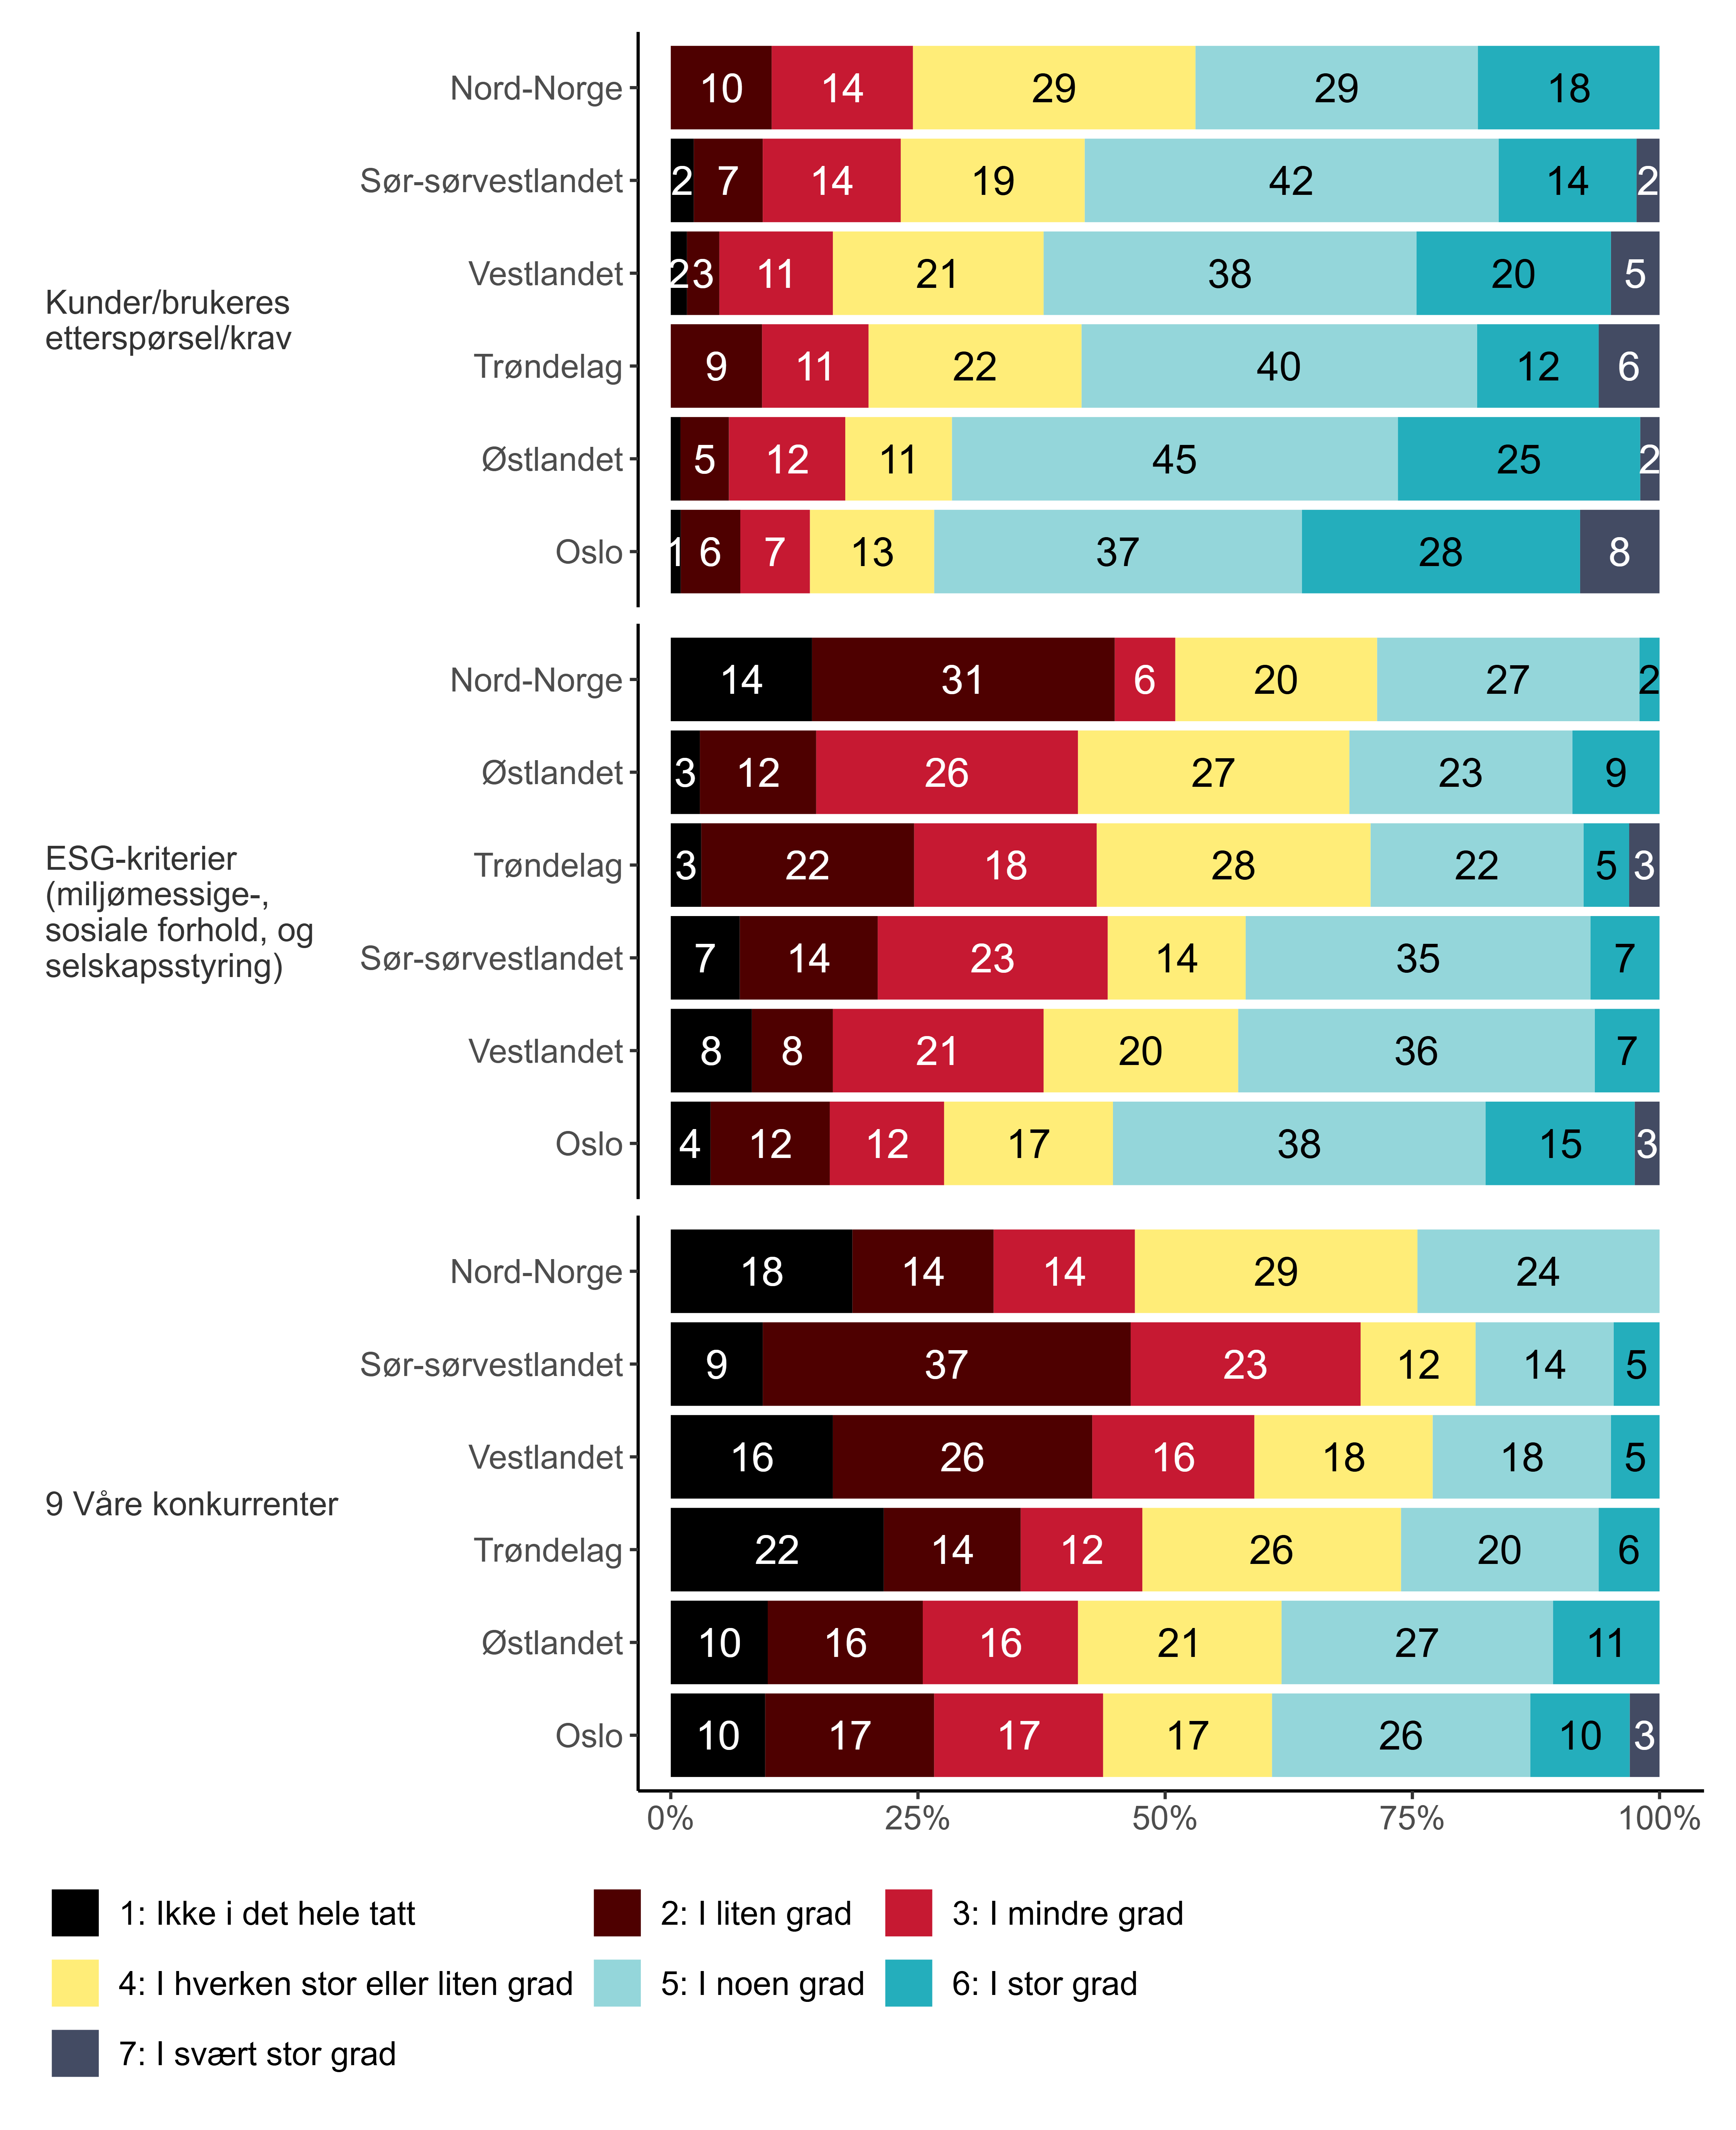 Kunder/brukeres
etterspørsel/krav
Nord-Norge 10 14 29 29 18
Sør-sørvestlandet 2 7 14 19 42 14 2
Vestlandet 2 3 11 21 38 20 5
Trøndelag 9 11 22 40 12 6
Østlandet 5 12 11 45 25 2
Oslo 1 6 7 13 37 28 8
ESG-kriterier
(miljømessige-,
sosiale forhold, og
selskapsstyring)
Nord-Norge 14 31 6 20 27 2
Østlandet 3 12 26 27 23 9
Trøndelag 3 22 18 28 22 5 3
Sør-sørvestlandet 7 14 23 14 35 7
Vestlandet 8 8 21 20 36 7
Oslo 4 12 12 17 38 15 3
9 Våre konkurrenter
Nord-Norge 18 14 14 29 24
Sør-sørvestlandet 9 37 23 12 14 5
Vestlandet 16 26 16 18 18 5
Trøndelag 22 14 12 26 20 6
Østlandet 10 16 16 21 27 11
Oslo 10 17 17 17 26 10 3
0% 25% 50% 75% 100%
1: Ikke i det hele tatt 2: I liten grad 3: I mindre grad
4: I hverken stor eller liten grad 5: I noen grad 6: I stor grad
7: I svært stor grad